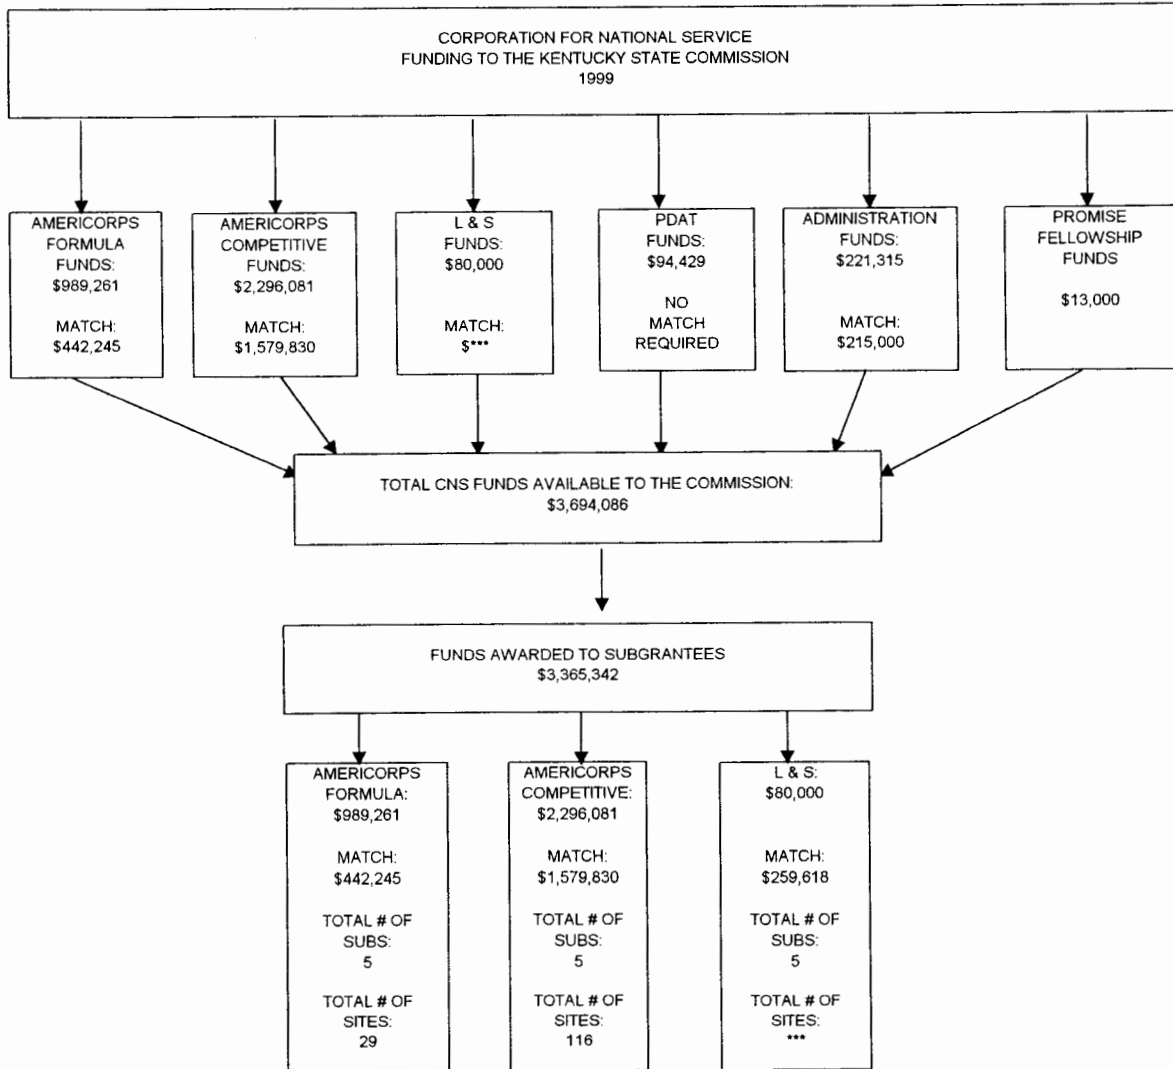 CORPORATION FOR NATIONAL SERVICE
FUNDING TO THE KENTUCKY STATE COMMISSION
1999
AMERICORPS
FORMULA
FUNDS:
$989,261
MATCH:
$442,245
AMERICORPS
COMPETITIVE
FUNDS:
$2,296,081
MATCH:
$1,579,830
L & S
FUNDS:
$80,000
MATCH:
$***
PDAT
FUNDS:
$94,429
NO
MATCH
REQUIRED
ADMINISTRATION
FUNDS:
$221,315
MATCH:
$215,000
PROMISE
FELLOWSHIP
FUNDS
$13,000
TOTAL CNS FUNDS AVAILABLE TO THE COMMISSION:
$3,694,086
FUNDS AWARDED TO SUBGRANTEES
$3,365,342
AMERICORPS
FORMULA:
$989,261
MATCH:
$442,245
TOTAL # OF
SUBS:
5
TOTAL # OF
SITES:
29
AMERICORPS
COMPETITIVE:
$2,296,081
MATCH:
$1,579,830
TOTAL # OF
SUBS:
5
TOTAL # OF
SITES:
116
L & S:
$80,000
MATCH:
$259,618
TOTAL # OF
SUBS:
5
TOTAL # OF
SITES:
***